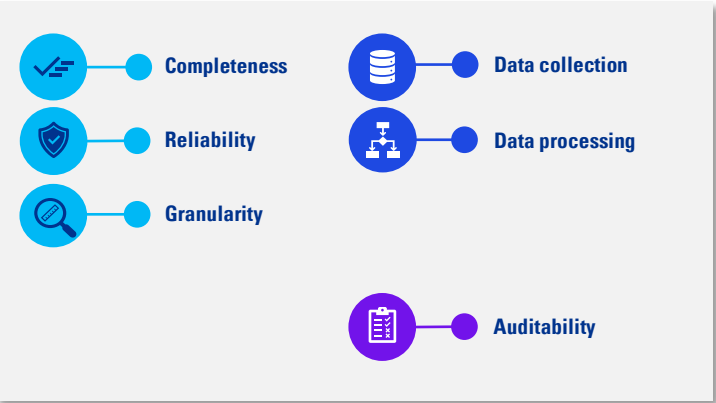 Completeness
Reliability
Granularity
Data collection
Data processing
Auditability